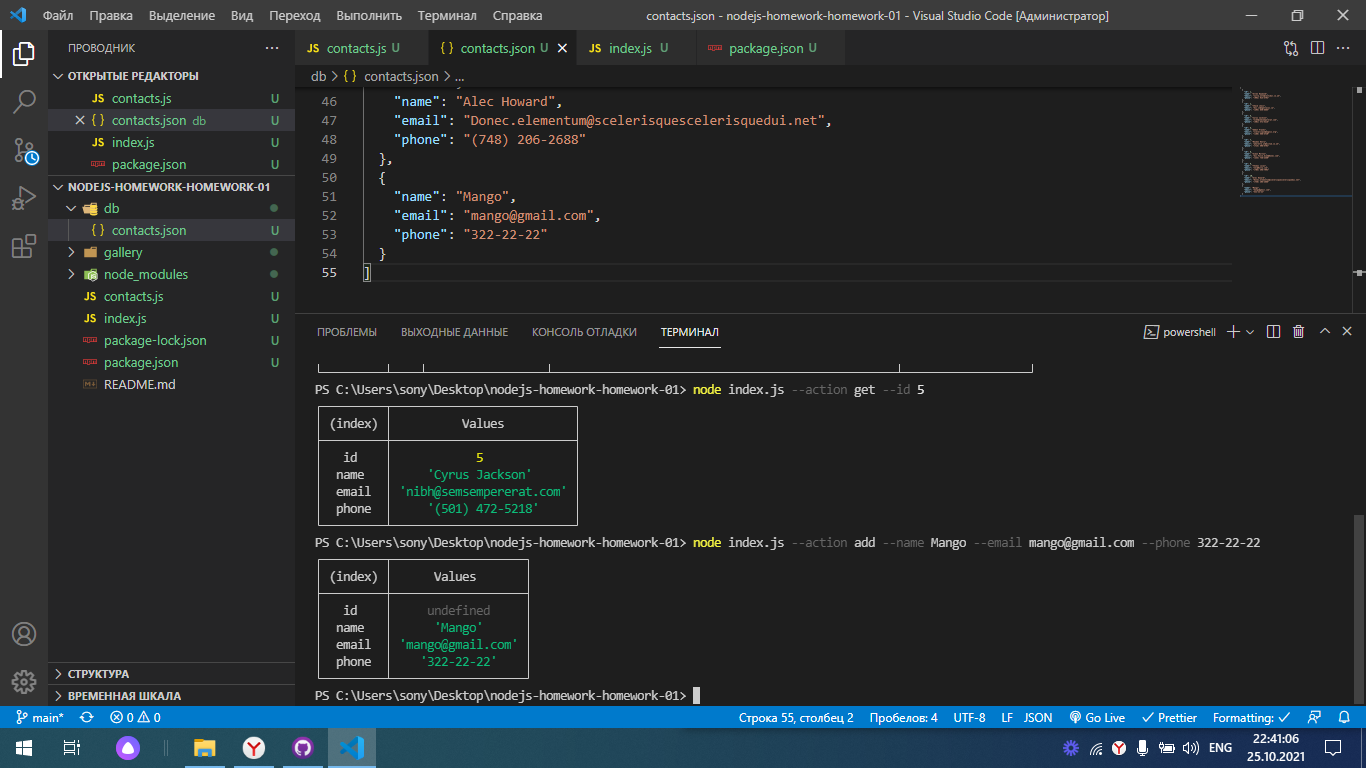 Файл Правка Выделение Вид Переход Выполнить Терминал Справка contacts.json - nodejs-homework-homework-01 - Visual Studio Code [Администратор]
ПРОВОДНИК ...
ОТКРЫТЫЕ РЕДАКТОРЫ
JS contacts.js U
{ } contacts.json db U
JS index.js U
package.json U
NODEJS-HOMEWORK-HOMEWORK-01
db
{ } contacts.json U
gallery
node_modules
JS contacts.js U
JS index.js U
package-lock.json U
package.json U
README.md
СТРУКТУРА
ВРЕМЕННАЯ ШКАЛА
JS contacts.js U { } contacts.json U JS index.js U package.json U
db > { } contacts.json > ...
46 "name": "Alec Howard",
47 "email": "Donec.elementum@scelerisquescelerisquedui.net",
48 "phone": "(748) 206-2688"
49 },
50 {
51 "name": "Mango",
52 "email": "mango@gmail.com",
53 "phone": "322-22-22"
54 }
55 ]
ПРОБЛЕМЫ ВЫХОДНЫЕ ДАННЫЕ КОНСОЛЬ ОТЛАДКИ ТЕРМИНАЛ powershell
PS C:\Users\sony\Desktop\nodejs-homework-homework-01> node index.js --action get --id 5
(index) Values
id 5
name 'Cyrus Jackson'
email 'nibh@semsempererat.com'
phone '(501) 472-5218'
PS C:\Users\sony\Desktop\nodejs-homework-homework-01> node index.js --action add --name Mango --email mango@gmail.com --phone 322-22-22
(index) Values
id undefined
name 'Mango'
email 'mango@gmail.com'
phone '322-22-22'
PS C:\Users\sony\Desktop\nodejs-homework-homework-01>
main* 0 0 Строка 55, столбец 2 Пробелов: 4 UTF-8 LF JSON Go Live Prettier Formatting:
ENG 22:41:06
25.10.2021